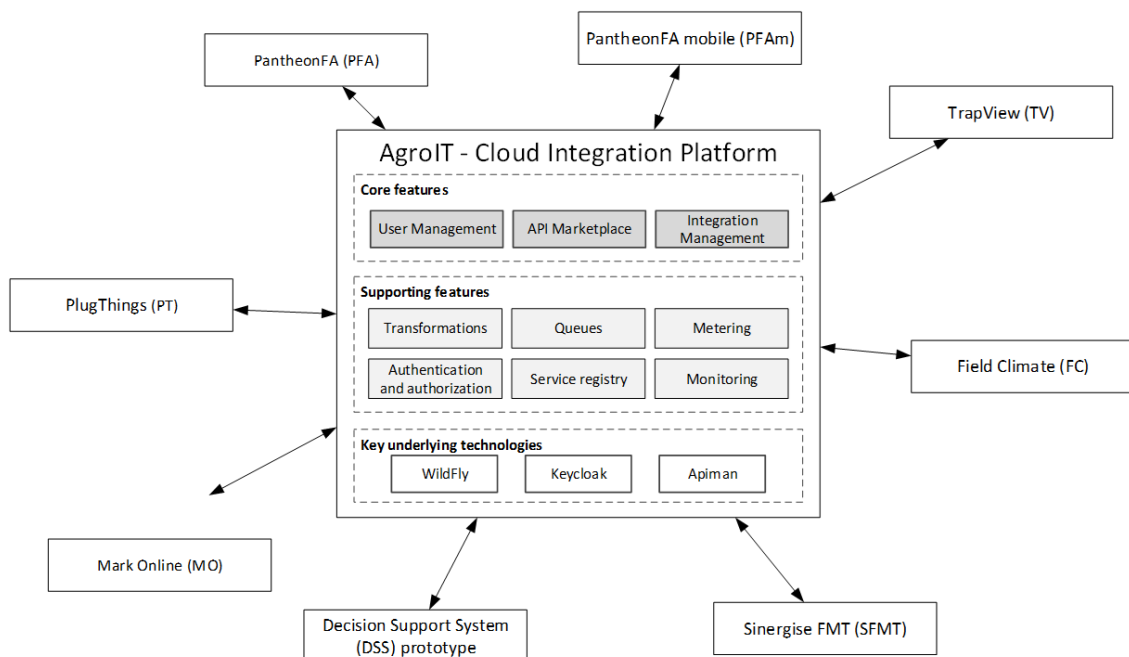 PantheonFA mobile (PFAm)
PantheonFA (PFA)
TrapView (TV)
AgroIT - Cloud Integration Platform
Core features
User Management
API Marketplace
Integration
Management
PlugThings (PT)
Supporting features
Transformations
Queues
Metering
Authentication
and authorization
Service registry
Monitoring
Field Climate (FC)
Key underlying technologies
WildFly
Keycloak
Apiman
Mark Online (MO)
Decision Support System
(DSS) prototype
Sinergise FMT (SFMT)